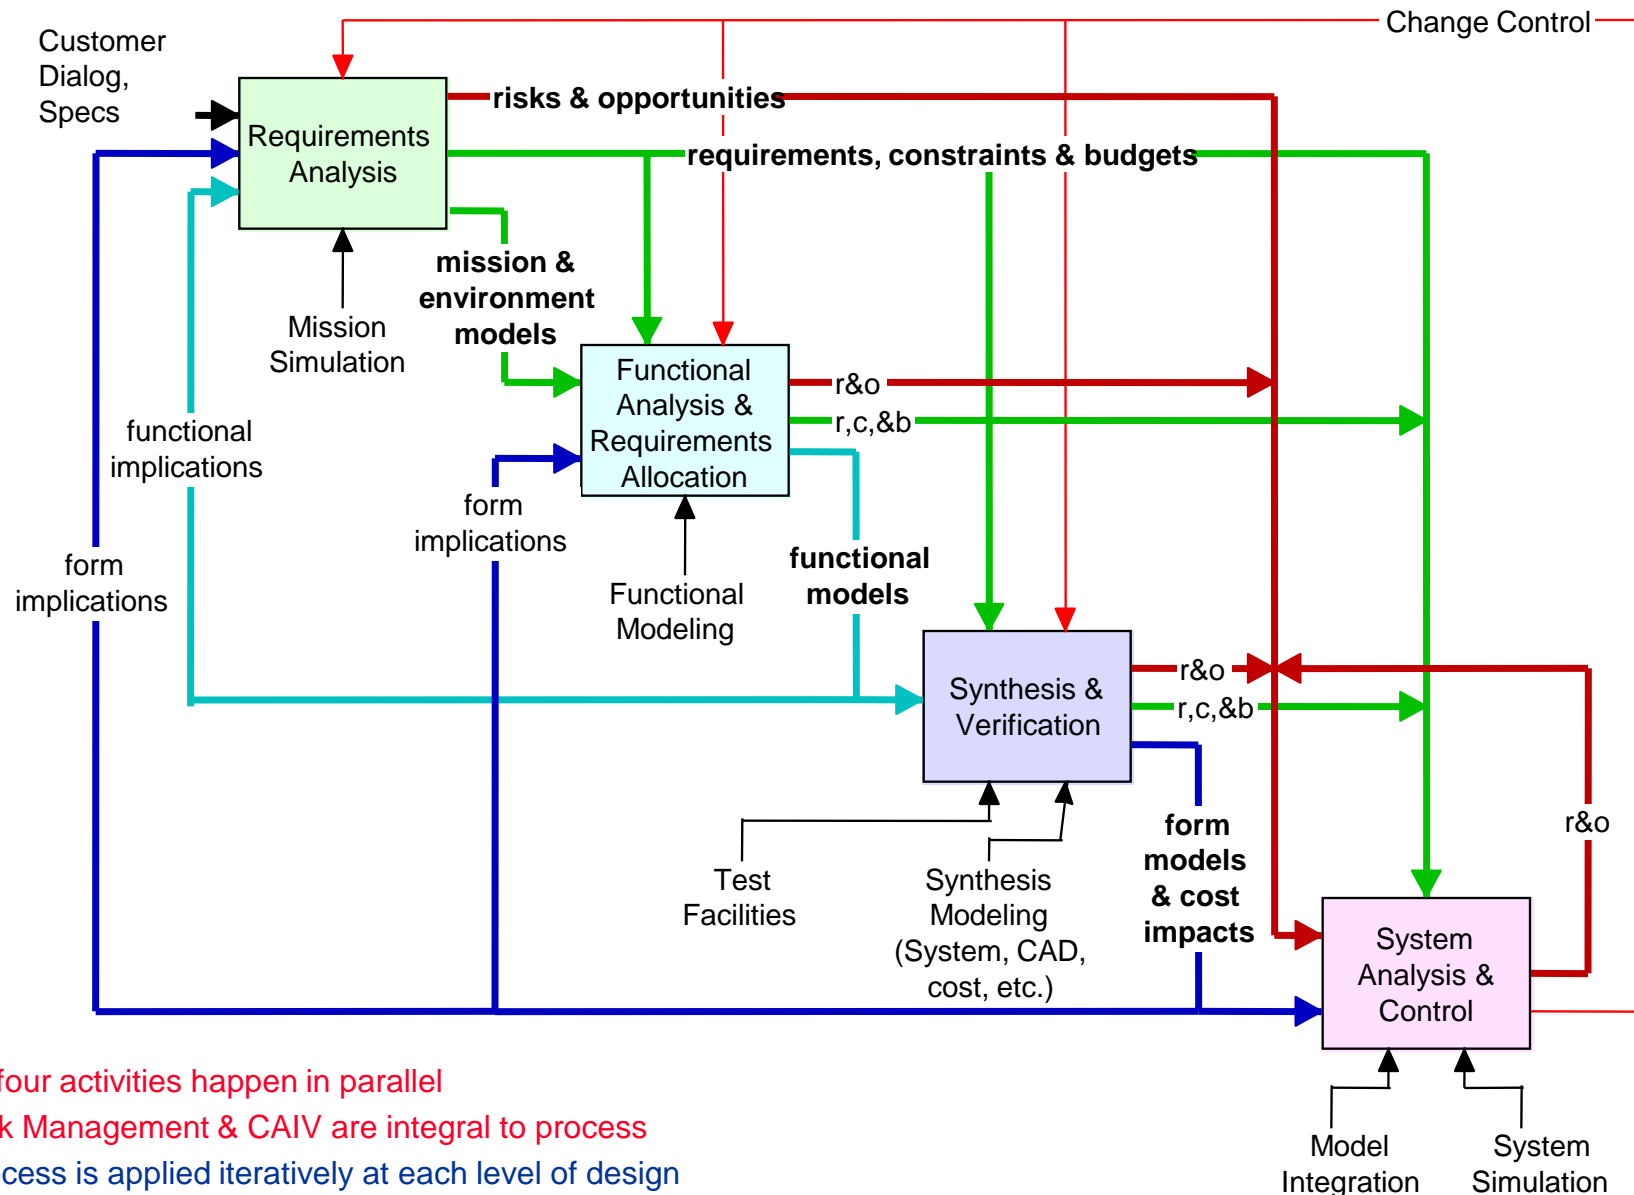 Change Control
Customer
Dialog,
Specs
risks & opportunities
Requirements
Analysis
requirements, constraints & budgets
mission &
environment
models
Mission
Simulation
Functional
Analysis &
Requirements
Allocation
r&o
r,c,&b
functional
implications
form
implications
form
implications
functional
models
Functional
Modeling
Synthesis &
Verification
r&o
r,c,&b
form
models
& cost
impacts
r&o
Test
Facilities
Synthesis
Modeling
(System, CAD,
cost, etc.)
System
Analysis &
Control
four activities happen in parallel
k Management & CAIV are integral to process
cess is applied iteratively at each level of design
Model
Integration
System
Simulation